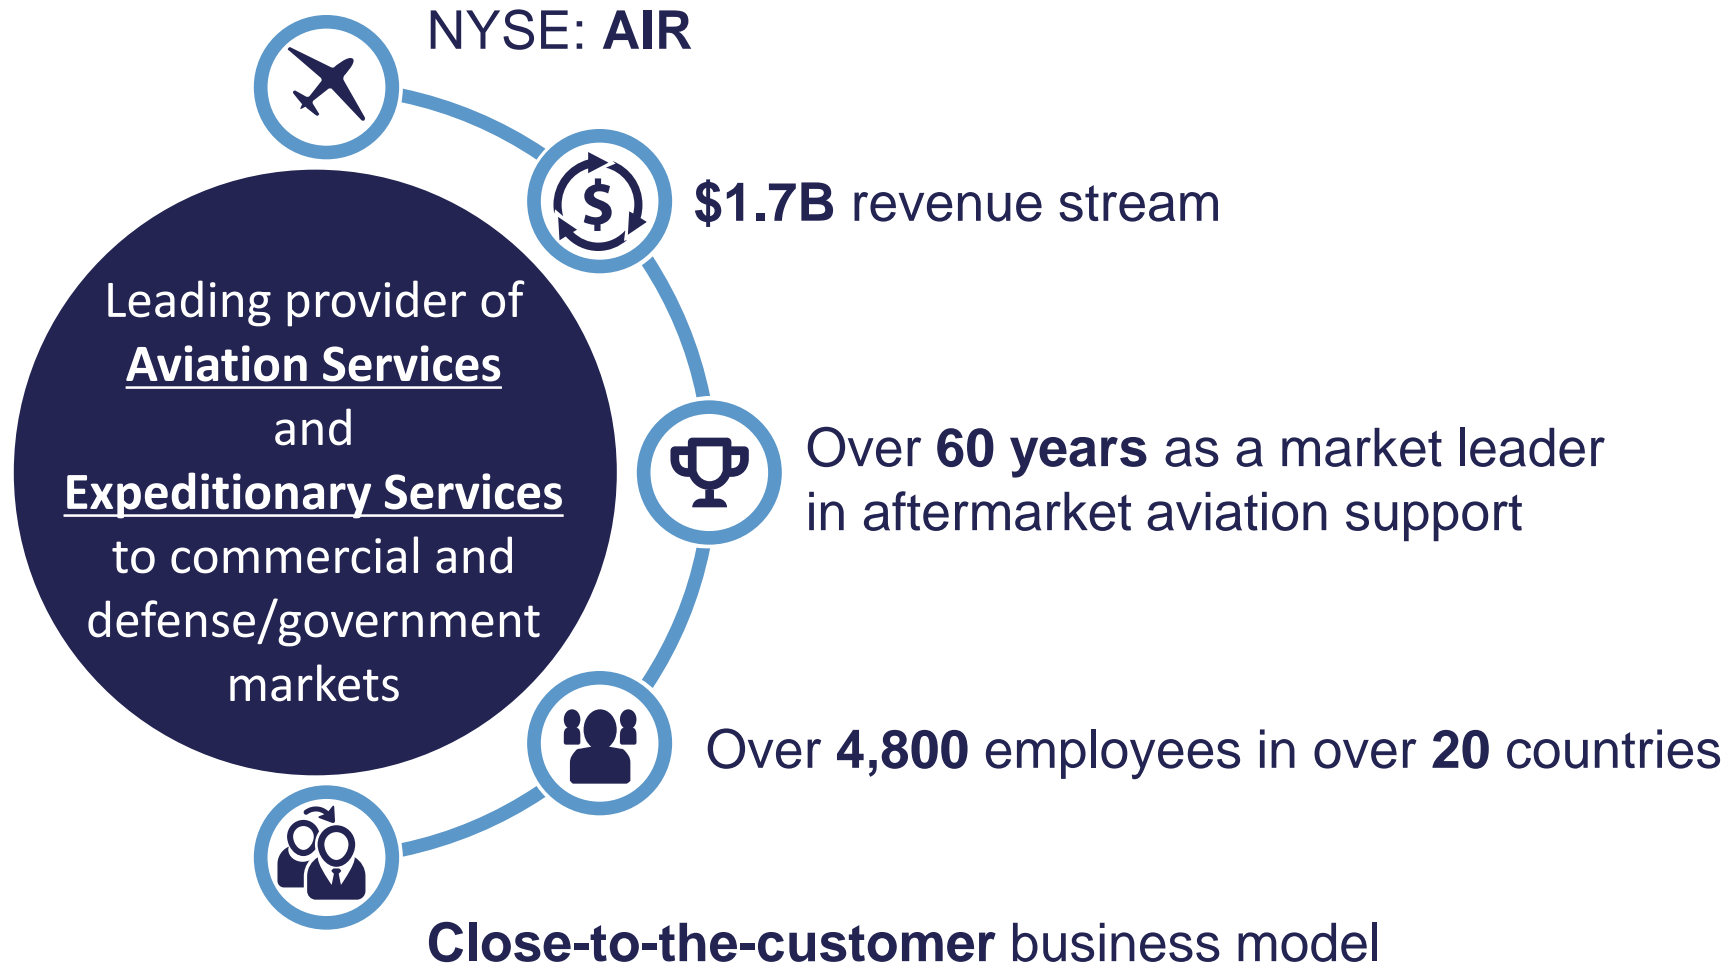 NYSE: AIR
$1.7B revenue stream
Leading provider of
Aviation Services
and
Expeditionary Services
to commercial and
defense/government
markets
Over 60 years as a market leader
in aftermarket aviation support
Over 4,800 employees in over 20 countries
Close-to-the-customer business model